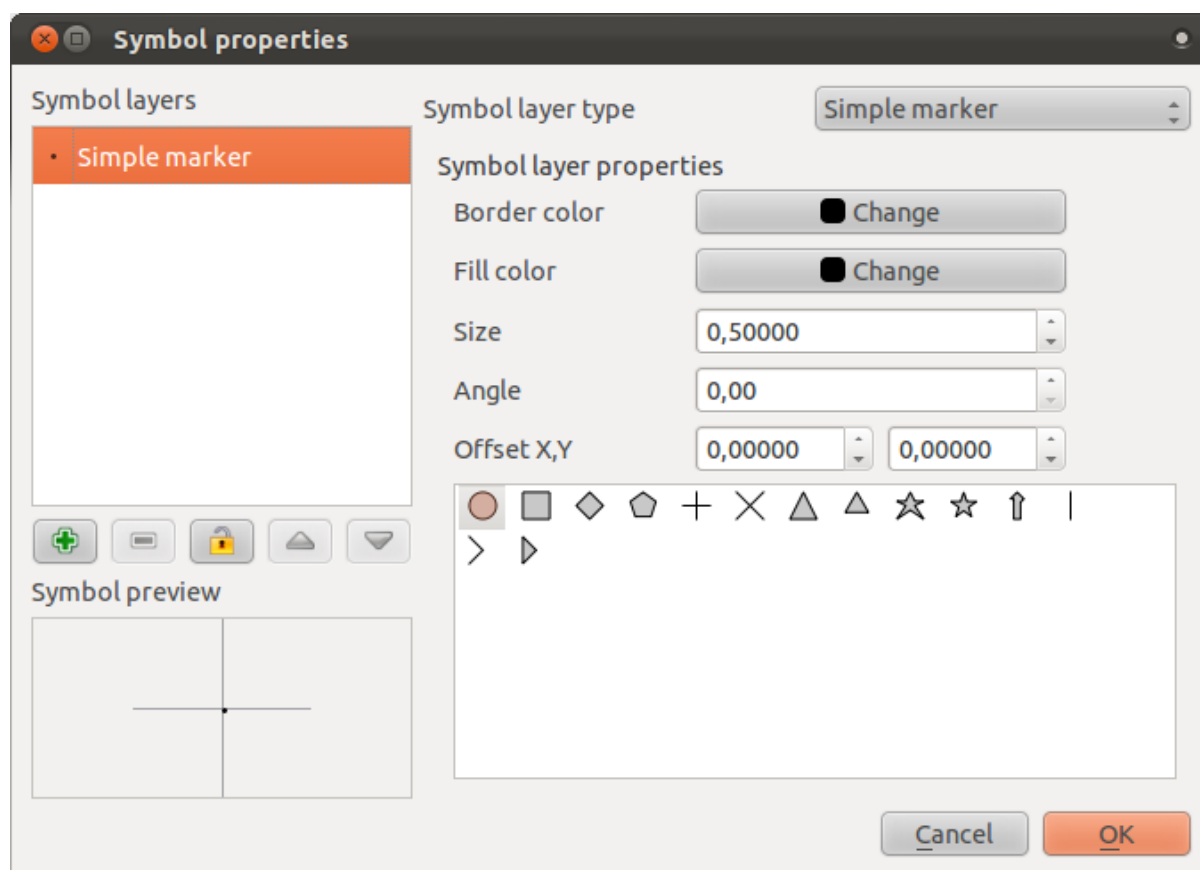 Symbol properties
Symbol layers
Simple marker
Symbol preview
Symbol layer type
Simple marker
Symbol layer properties
Border color
Change
Fill color
Change
Size
0,50000
Angle
0,00
Offset X,Y
0,00000
0,00000
Cancel
OK